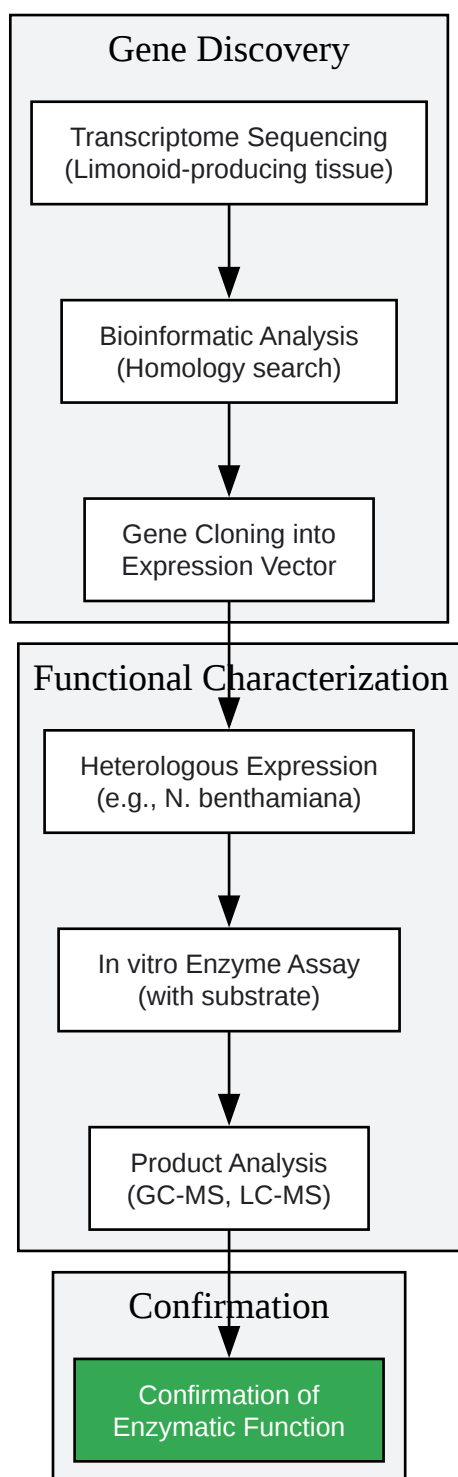 Gene Discovery
Transcriptome Sequencing
(Limonoid-producing tissue)
Bioinformatic Analysis
(Homology search)
Gene Cloning into
Expression Vector
Functional Characterization
Heterologous Expression
(e.g., N. benthamiana)
In vitro Enzyme Assay
(with substrate)
Product Analysis
(GC-MS, LC-MS)
Confirmation
Confirmation of
Enzymatic Function